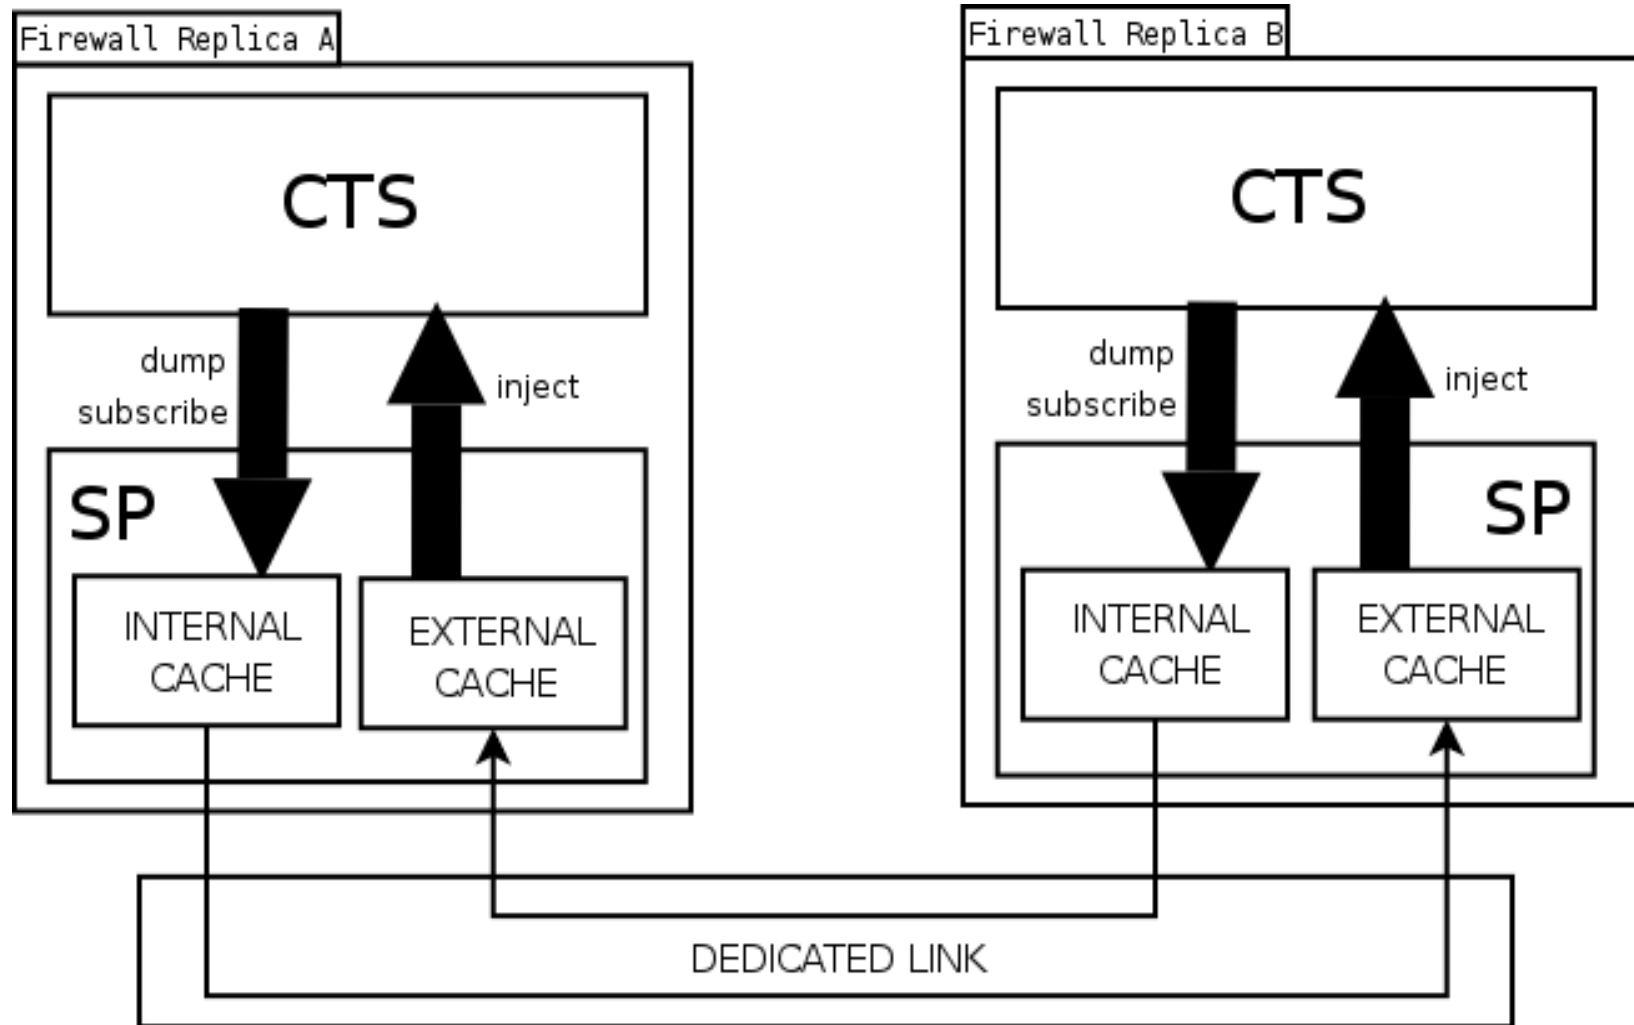 Firewall Replica A
CTS
dump
subscribe
inject
SP
INTERNAL
CACHE
EXTERNAL
CACHE
Firewall Replica B
CTS
dump
subscribe
inject
SP
INTERNAL
CACHE
EXTERNAL
CACHE
DEDICATED LINK